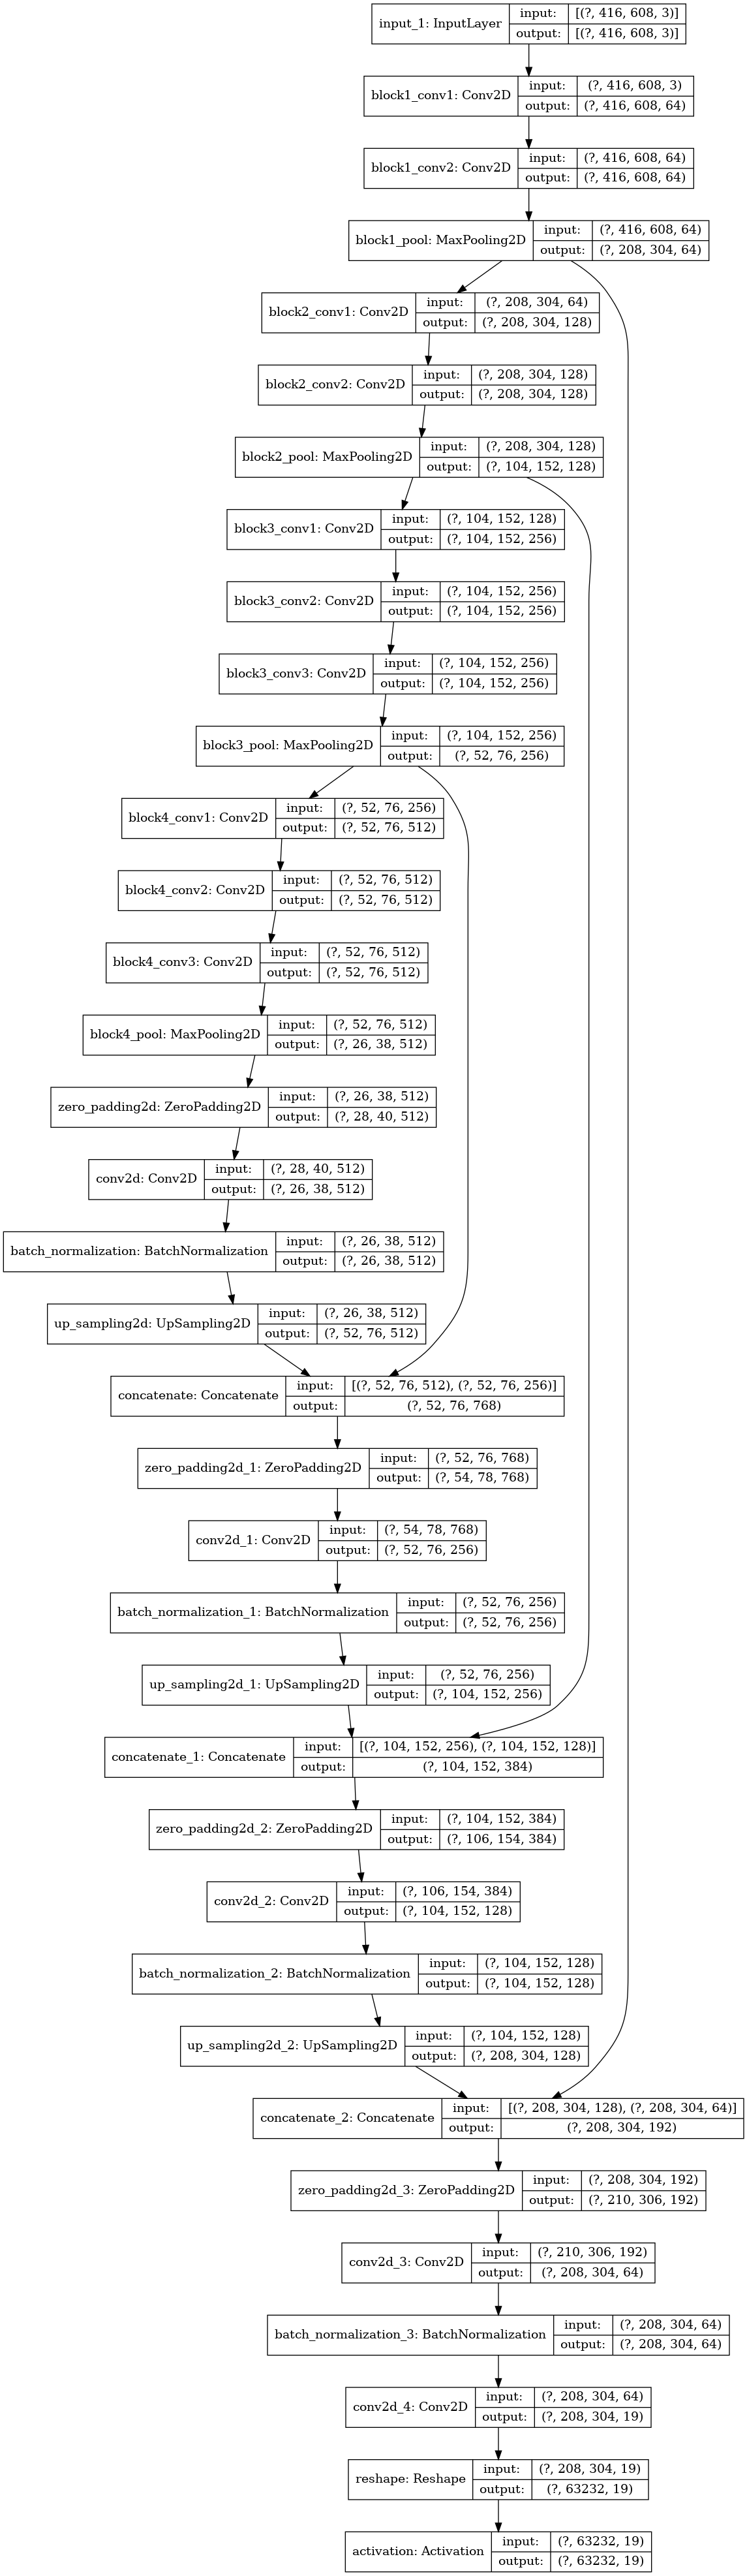 input_1: InputLayer
input: [(?, 416, 608, 3)]
output: [(?, 416, 608, 3)]
block1_conv1: Conv2D
input: (?, 416, 608, 3)
output: (?, 416, 608, 64)
block1_conv2: Conv2D
input: (?, 416, 608, 64)
output: (?, 416, 608, 64)
block1_pool: MaxPooling2D
input: (?, 416, 608, 64)
output: (?, 208, 304, 64)
block2_conv1: Conv2D
input: (?, 208, 304, 64)
output: (?, 208, 304, 128)
block2_conv2: Conv2D
input: (?, 208, 304, 128)
output: (?, 208, 304, 128)
block2_pool: MaxPooling2D
input: (?, 208, 304, 128)
output: (?, 104, 152, 128)
block3_conv1: Conv2D
input: (?, 104, 152, 128)
output: (?, 104, 152, 256)
block3_conv2: Conv2D
input: (?, 104, 152, 256)
output: (?, 104, 152, 256)
block3_conv3: Conv2D
input: (?, 104, 152, 256)
output: (?, 104, 152, 256)
block3_pool: MaxPooling2D
input: (?, 104, 152, 256)
output: (?, 52, 76, 256)
block4_conv1: Conv2D
input: (?, 52, 76, 256)
output: (?, 52, 76, 512)
block4_conv2: Conv2D
input: (?, 52, 76, 512)
output: (?, 52, 76, 512)
block4_conv3: Conv2D
input: (?, 52, 76, 512)
output: (?, 52, 76, 512)
block4_pool: MaxPooling2D
input: (?, 52, 76, 512)
output: (?, 26, 38, 512)
zero_padding2d: ZeroPadding2D
input: (?, 26, 38, 512)
output: (?, 28, 40, 512)
conv2d: Conv2D
input: (?, 28, 40, 512)
output: (?, 26, 38, 512)
batch_normalization: BatchNormalization
input: (?, 26, 38, 512)
output: (?, 26, 38, 512)
up_sampling2d: UpSampling2D
input: (?, 26, 38, 512)
output: (?, 52, 76, 512)
concatenate: Concatenate
input: [(?, 52, 76, 512), (?, 52, 76, 256)]
output: (?, 52, 76, 768)
zero_padding2d_1: ZeroPadding2D
input: (?, 52, 76, 768)
output: (?, 54, 78, 768)
conv2d_1: Conv2D
input: (?, 54, 78, 768)
output: (?, 52, 76, 256)
batch_normalization_1: BatchNormalization
input: (?, 52, 76, 256)
output: (?, 52, 76, 256)
up_sampling2d_1: UpSampling2D
input: (?, 52, 76, 256)
output: (?, 104, 152, 256)
concatenate_1: Concatenate
input: [(?, 104, 152, 256), (?, 104, 152, 128)]
output: (?, 104, 152, 384)
zero_padding2d_2: ZeroPadding2D
input: (?, 104, 152, 384)
output: (?, 106, 154, 384)
conv2d_2: Conv2D
input: (?, 106, 154, 384)
output: (?, 104, 152, 128)
batch_normalization_2: BatchNormalization
input: (?, 104, 152, 128)
output: (?, 104, 152, 128)
up_sampling2d_2: UpSampling2D
input: (?, 104, 152, 128)
output: (?, 208, 304, 128)
concatenate_2: Concatenate
input: [(?, 208, 304, 128), (?, 208, 304, 64)]
output: (?, 208, 304, 192)
zero_padding2d_3: ZeroPadding2D
input: (?, 208, 304, 192)
output: (?, 210, 306, 192)
conv2d_3: Conv2D
input: (?, 210, 306, 192)
output: (?, 208, 304, 64)
batch_normalization_3: BatchNormalization
input: (?, 208, 304, 64)
output: (?, 208, 304, 64)
conv2d_4: Conv2D
input: (?, 208, 304, 64)
output: (?, 208, 304, 19)
reshape: Reshape
input: (?, 208, 304, 19)
output: (?, 63232, 19)
activation: Activation
input: (?, 63232, 19)
output: (?, 63232, 19)